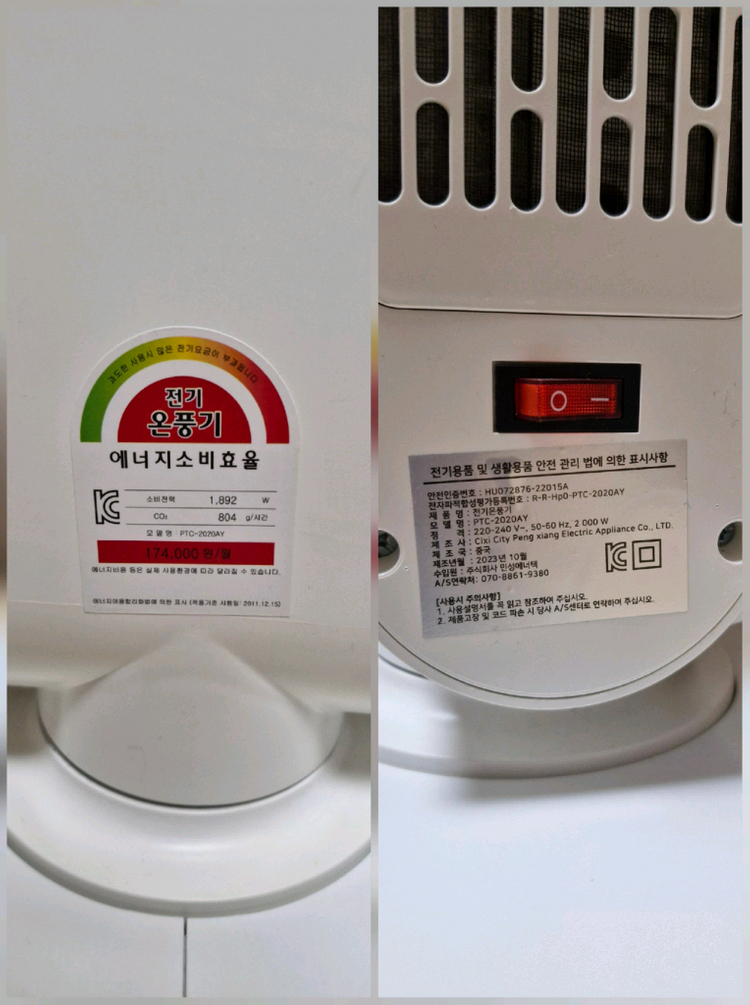 과도한 사용시 많은 전기요금이 부과됩니다
전기
온풍기
에너지소비효율
소비전력 1,892 W
CO₂ 804 g/시간
모델명 : PTC-2020AY
174,000 원/월
에너지비용 등은 실제 사용환경에 따라 달라질 수 있습니다.
에너지이용합리화법에 의한 표시 (적용기준 시행일: 2011.12.15)
전기용품 및 생활용품 안전 관리 법에 의한 표시사항
안전인증번호 : HU072876-22015A
전자파적합성평가등록번호 : R-R-Hp0-PTC-2020AY
제 품 명 : 전기온풍기
모 델 명 : PTC-2020AY
정 격 : 220-240 V~, 50-60 Hz, 2 000 W
제 조 사 : Cixi City Peng xiang Electric Appliance Co., LTD.
제 조 국 : 중국
제조년월 : 2023년 10월
수입원 : 주식회사 민성에너텍
A/S연락처: 070-8861-9380
[사용시 주의사항]
1. 사용설명서를 꼭 읽고 참조하여 주십시오.
2. 제품고장 및 코드 파손 시 당사 A/S센터로 연락하여 주십시오.